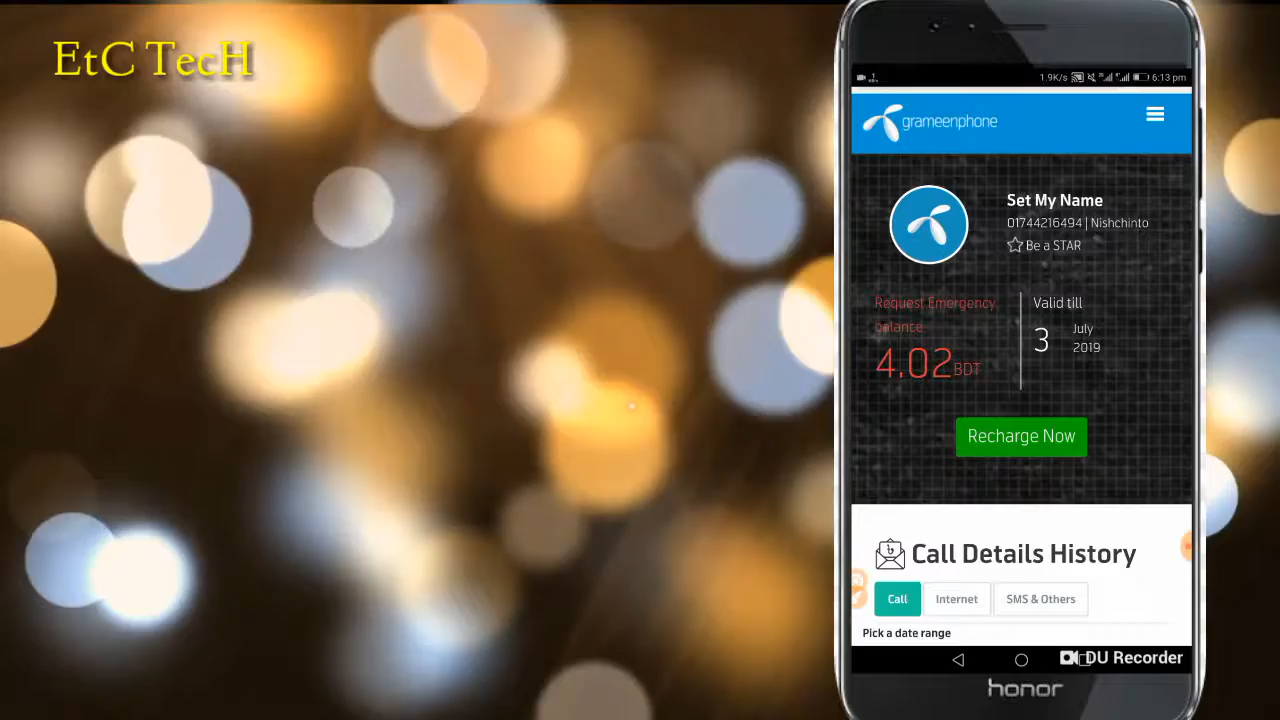 EtC TecH
1.9K/s 6:13 pm
grameenphone
Set My Name
01744216494 | Nishchinto
Be a STAR
Request Emergency
balance
4.02BDT
Valid till
3
July
2019
Recharge Now
Call Details History
Call
Internet
SMS & Others
Pick a date range
DU Recorder
honor